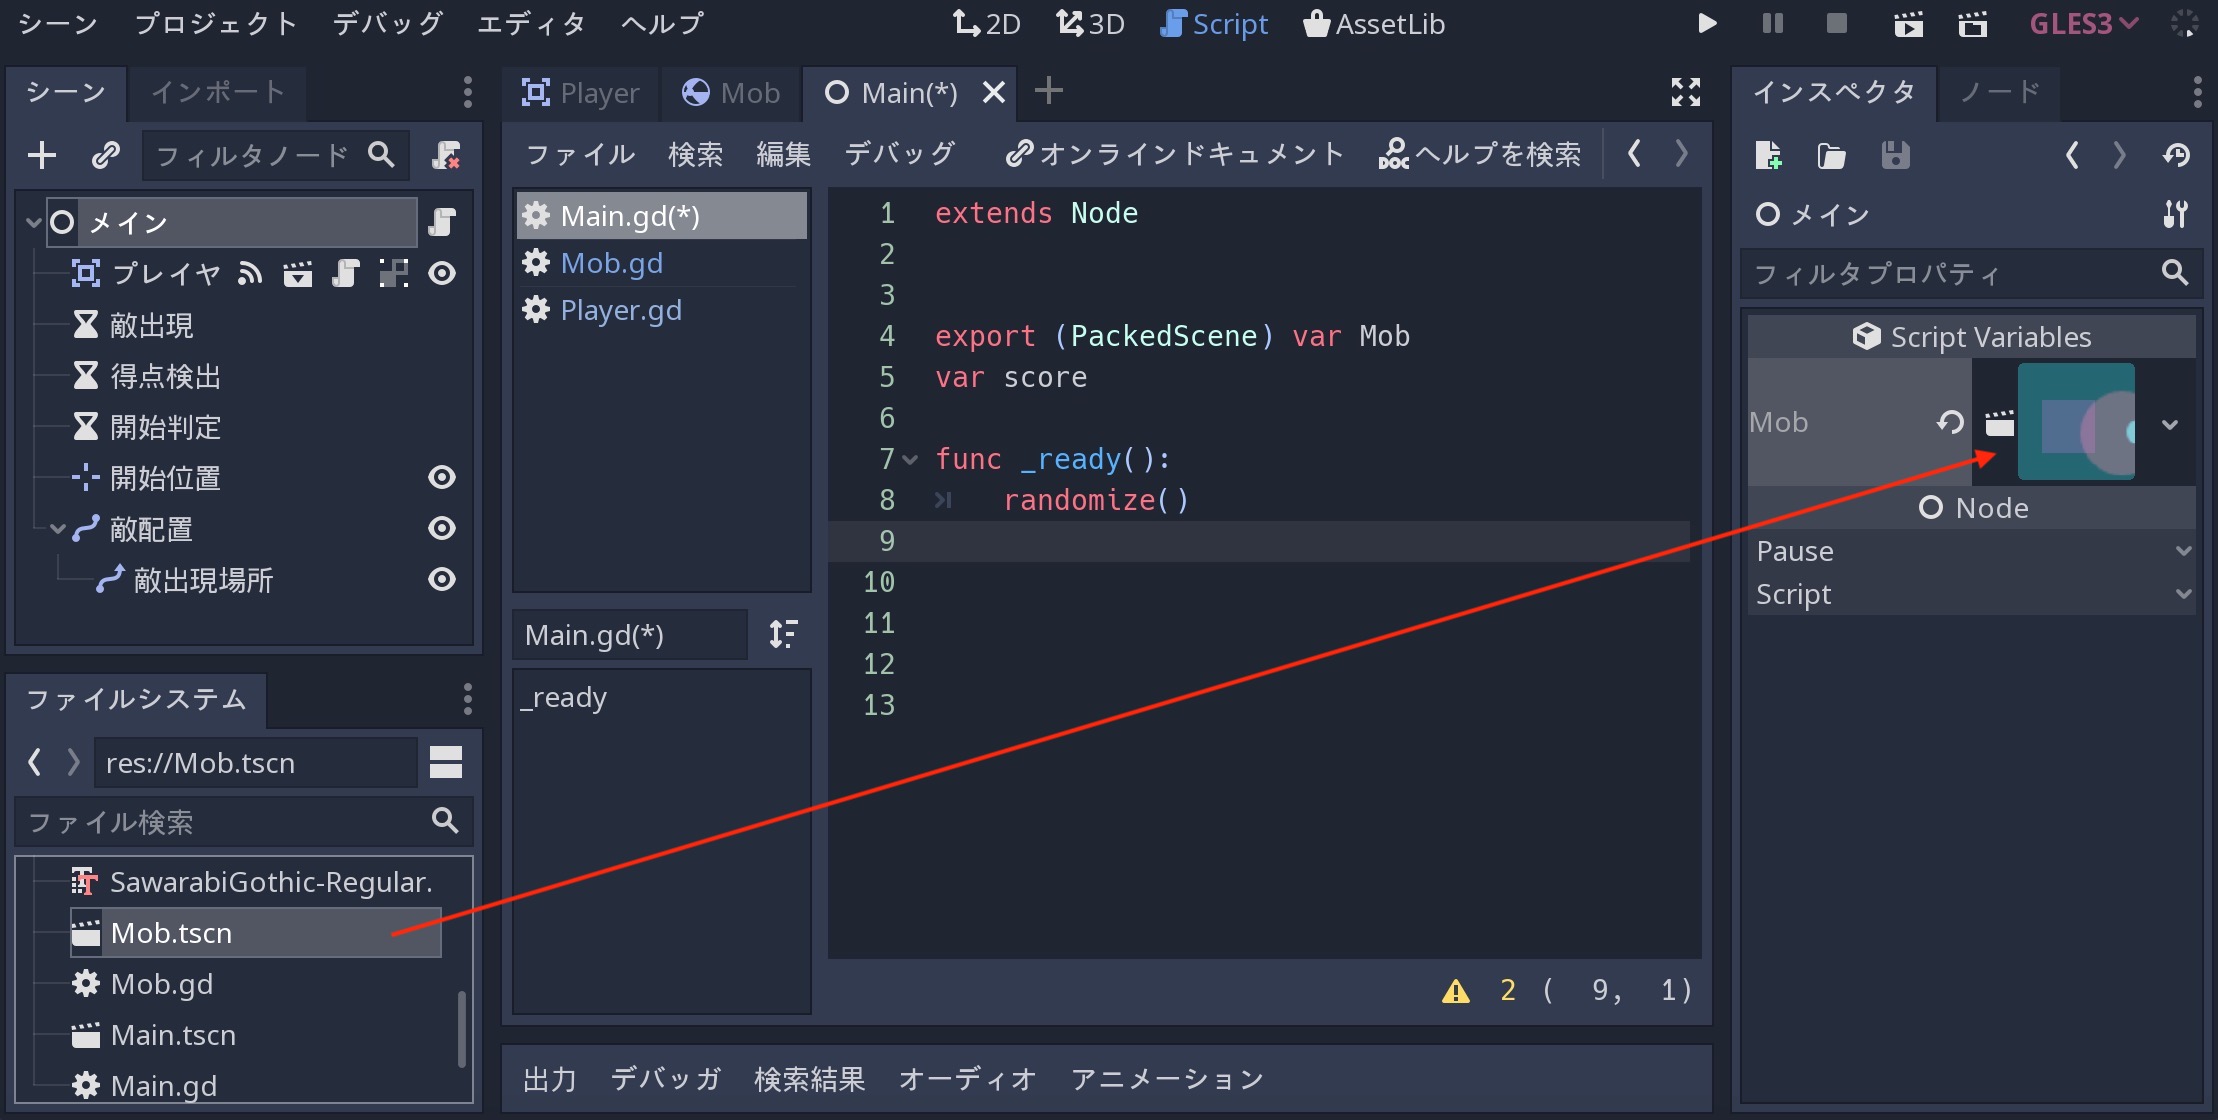 シーン プロジェクト デバッグ エディタ ヘルプ 2D 3D Script AssetLib GLES3
シーン インポート
フィルタノード
メイン
プレイヤ
敵出現
得点検出
開始判定
開始位置
敵配置
敵出現場所
ファイルシステム
res://Mob.tscn
ファイル検索
SawarabiGothic-Regular.
Mob.tscn
Mob.gd
Main.tscn
Main.gd
Player Mob Main(*)
ファイル 検索 編集 デバッグ オンラインドキュメント ヘルプを検索
Main.gd(*)
Mob.gd
Player.gd
Main.gd(*)
_ready
1 extends Node
2
3
4 export (PackedScene) var Mob
5 var score
6
7 func _ready():
8 randomize()
9
10
11
12
13
2 ( 9, 1)
出力 デバッガ 検索結果 オーディオ アニメーション
インスペクタ ノード
メイン
フィルタプロパティ
Script Variables
Mob
Node
Pause
Script